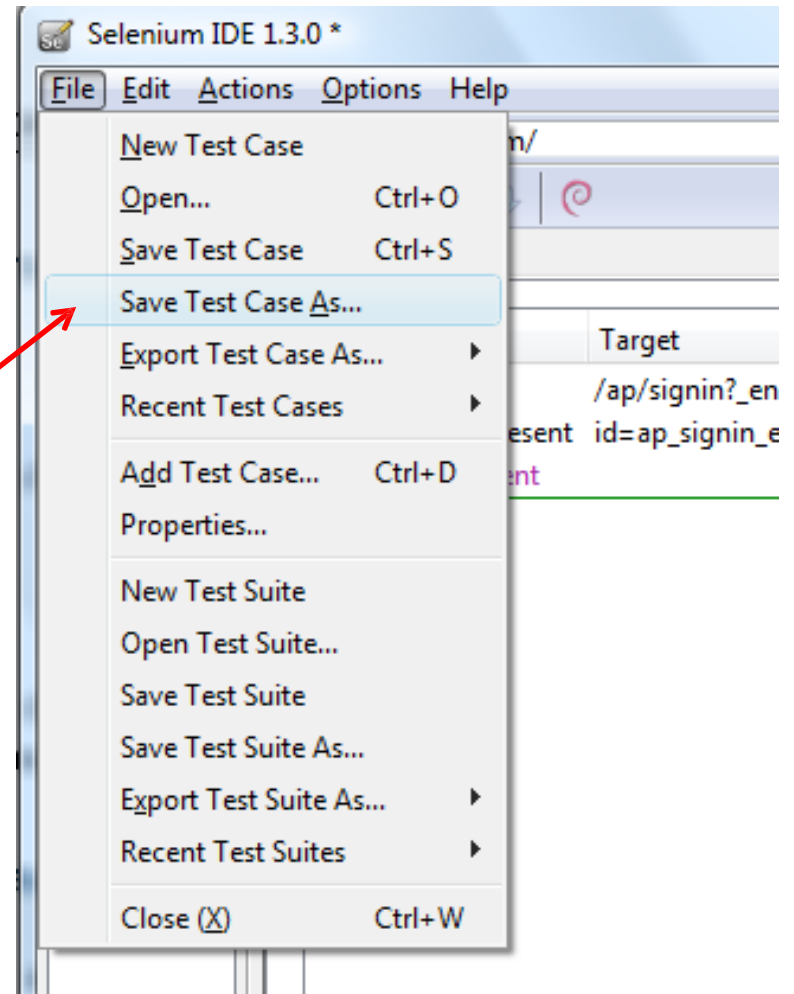 Selenium IDE 1.3.0 *
File Edit Actions Options Help
New Test Case
Open... Ctrl+O
Save Test Case Ctrl+S
Save Test Case As...
Export Test Case As...
Recent Test Cases
Add Test Case... Ctrl+D
Properties...
New Test Suite
Open Test Suite...
Save Test Suite
Save Test Suite As...
Export Test Suite As...
Recent Test Suites
Close (X) Ctrl+W
m/
Target
/ap/signin?_en
esent id=ap_signin_e
ent